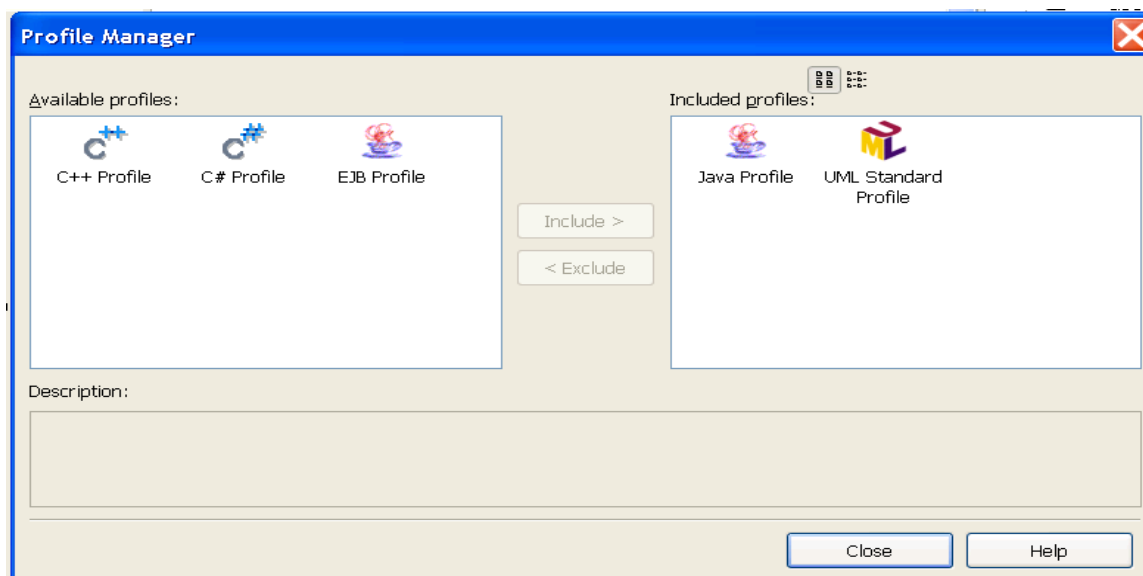 Profile Manager
Available profiles:
Included profiles:
C++ Profile
C# Profile
EJB Profile
Java Profile
UML Standard
Profile
Include >
< Exclude
Description:
Close
Help